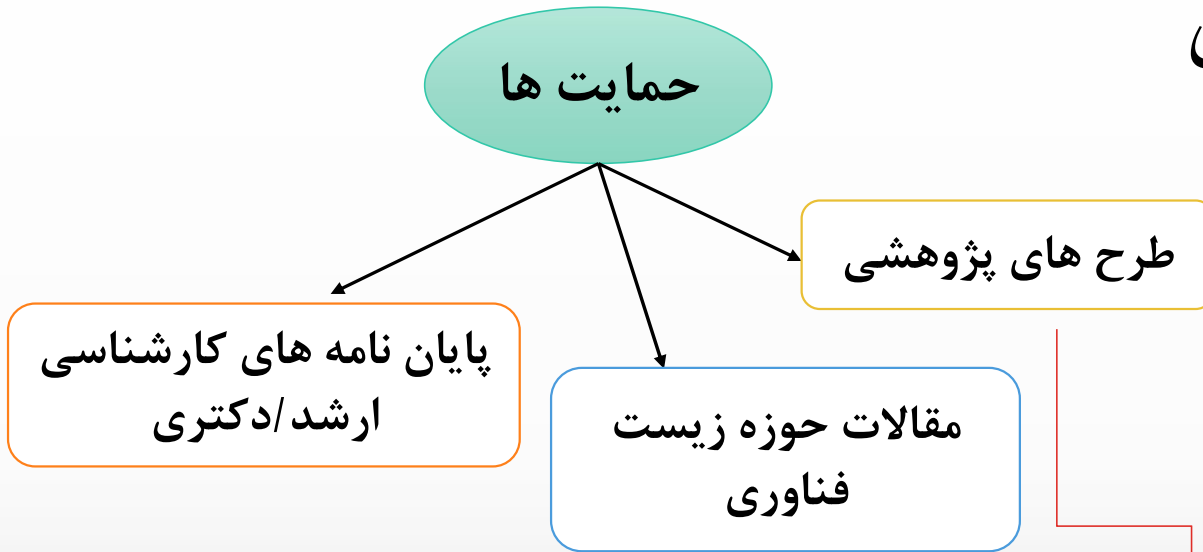 حمایت ها
طرح های پژوهشی
مقالات حوزه زیست
فناوری
پایان نامه های کارشناسی
ارشد/دکتری